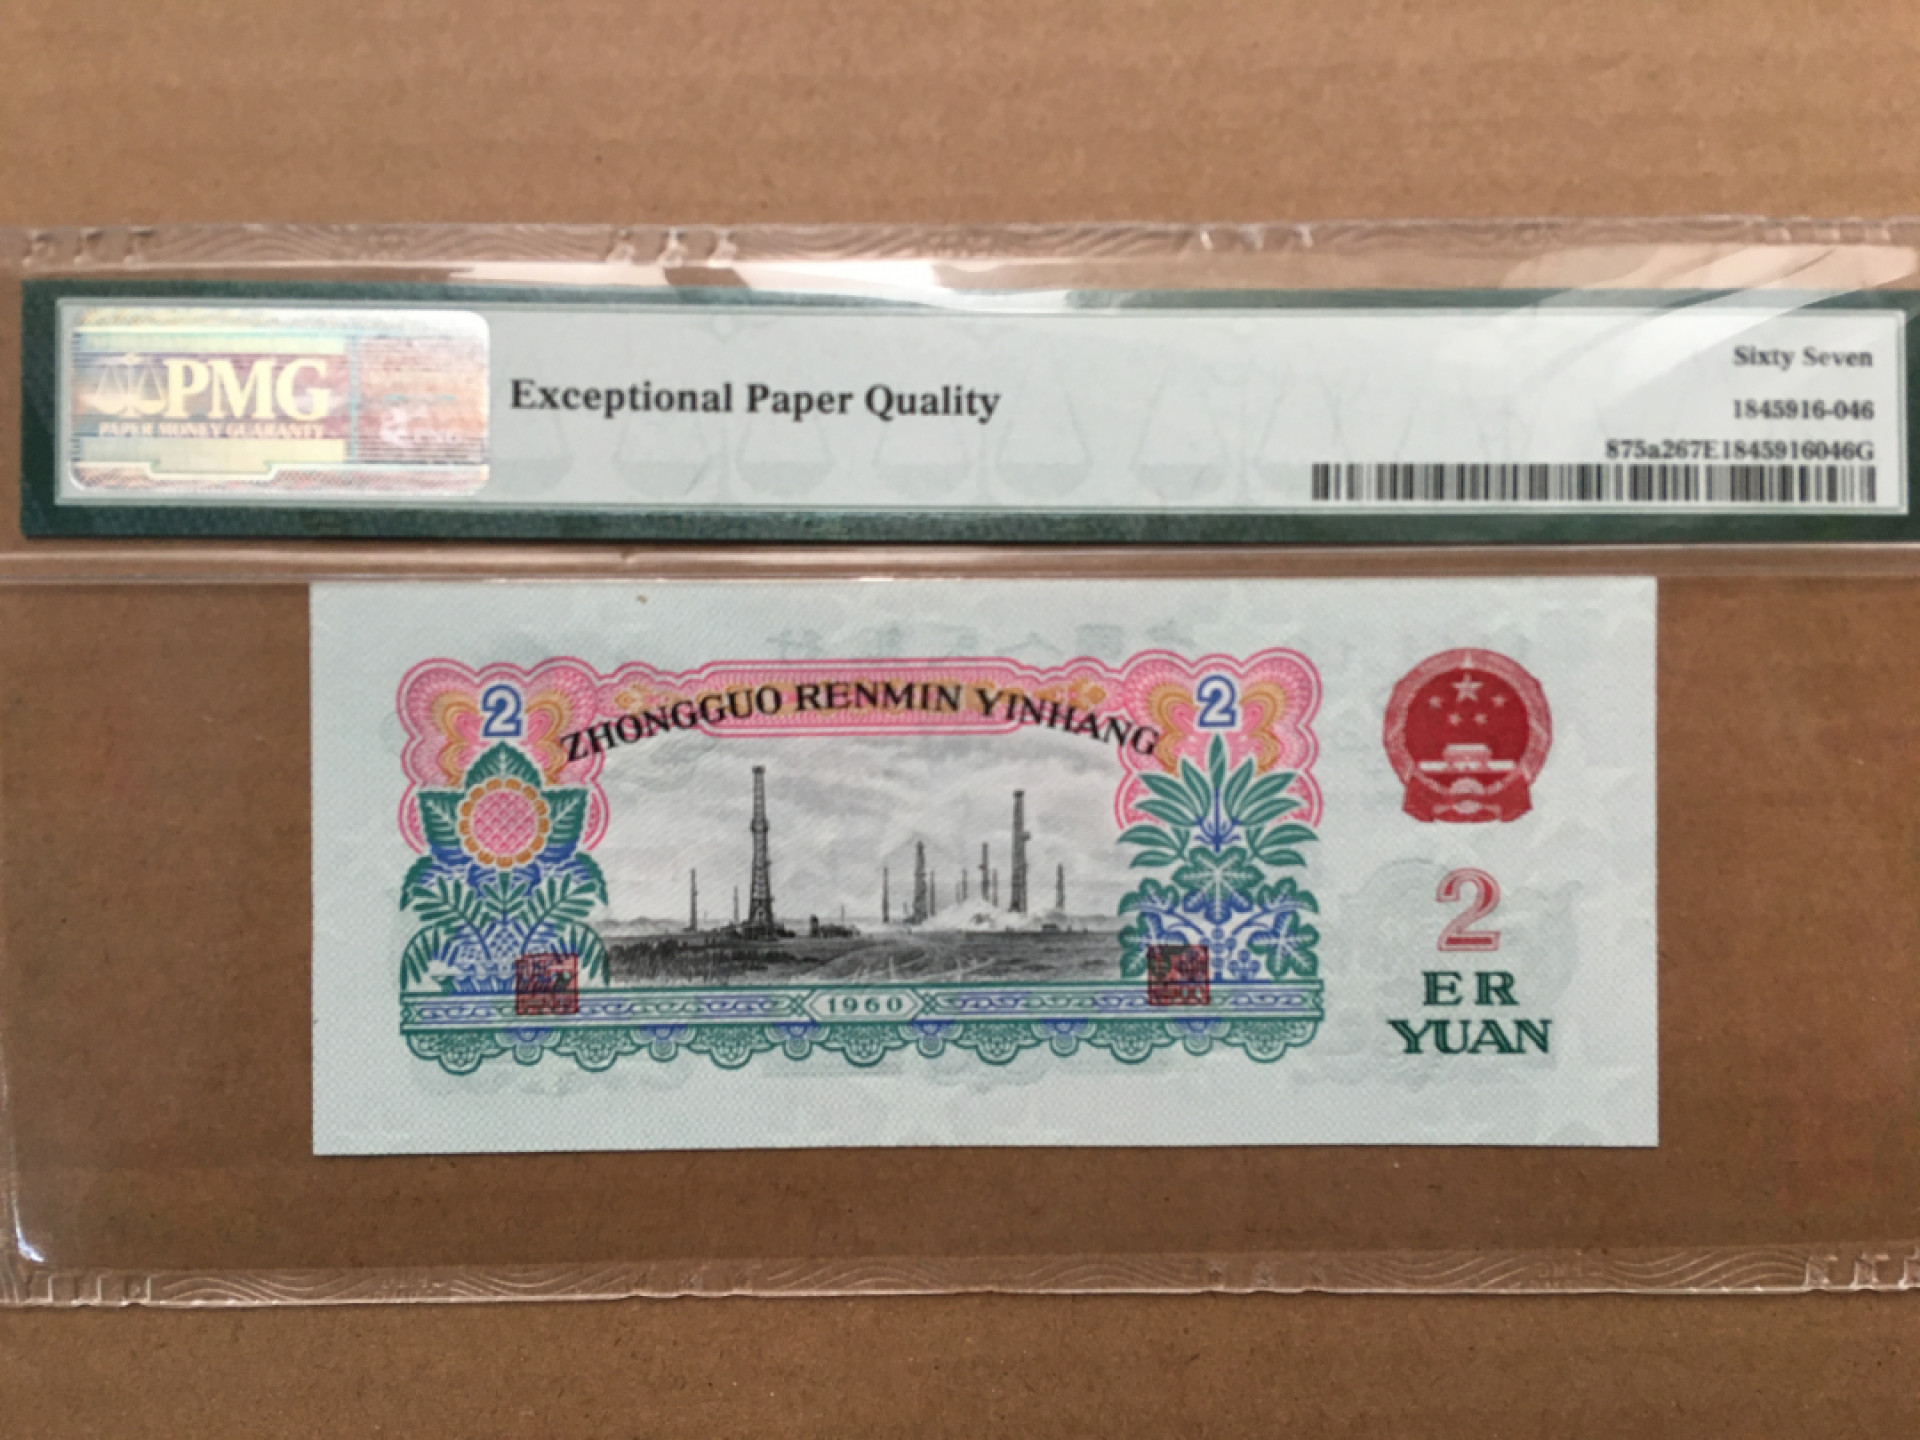 PMG
PAPER MONEY GUARANTY
Exceptional Paper Quality
Sixty Seven
1845916-046
875a267E1845916046G
2
ZHONGGUO RENMIN YINHANG
2
2
ER
YUAN
1960